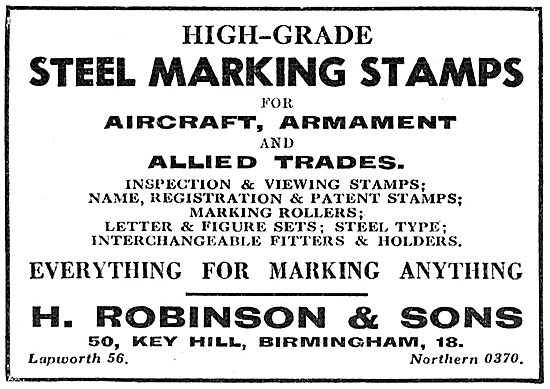 HIGH-GRADE
STEEL MARKING STAMPS
FOR
AIRCRAFT, ARMAMENT
AND
ALLIED TRADES.
INSPECTION & VIEWING STAMPS;
NAME, REGISTRATION & PATENT STAMPS;
MARKING ROLLERS;
LETTER & FIGURE SETS; STEEL TYPE;
INTERCHANGEABLE FITTERS & HOLDERS.
EVERYTHING FOR MARKING ANYTHING
H. ROBINSON & SONS
50, KEY HILL, BIRMINGHAM, 18.
Lapworth 56. Northern 0370.